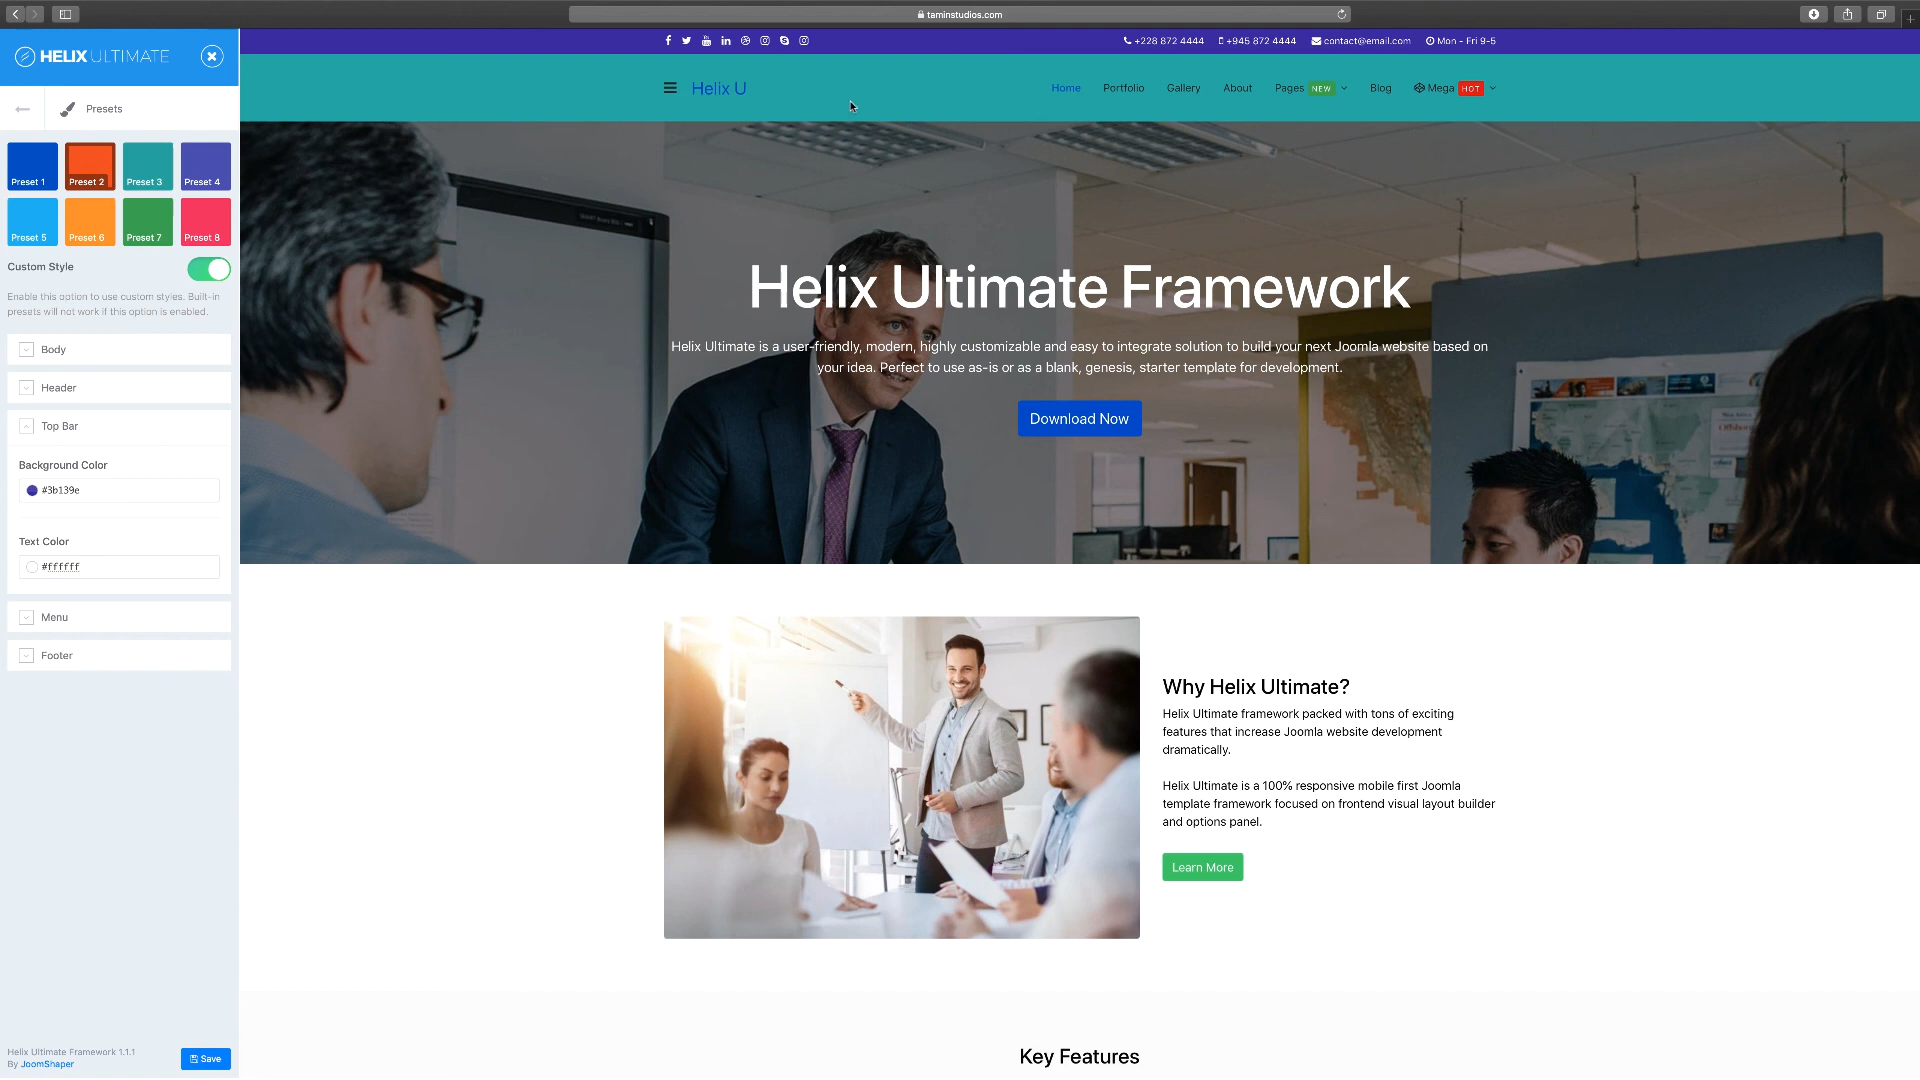 taminstudios.com
HELIX ULTIMATE
+228 872 4444 +945 872 4444 contact@email.com Mon - Fri 9-5
Presets
Helix U
Home Portfolio Gallery About Pages NEW Blog Mega HOT
Preset 1 Preset 2 Preset 3 Preset 4
Preset 5 Preset 6 Preset 7 Preset 8
Custom Style
Enable this option to use custom styles. Built-in
presets will not work if this option is enabled.
Body
Header
Top Bar
Background Color
#3b139e
Text Color
#ffffff
Menu
Footer
Helix Ultimate Framework 1.1.1
By JoomShaper
Save
Helix Ultimate Framework
Helix Ultimate is a user-friendly, modern, highly customizable and easy to integrate solution to build your next Joomla website based on
your idea. Perfect to use as-is or as a blank, genesis, starter template for development.
Download Now
Why Helix Ultimate?
Helix Ultimate framework packed with tons of exciting
features that increase Joomla website development
dramatically.
Helix Ultimate is a 100% responsive mobile first Joomla
template framework focused on frontend visual layout builder
and options panel.
Learn More
Key Features